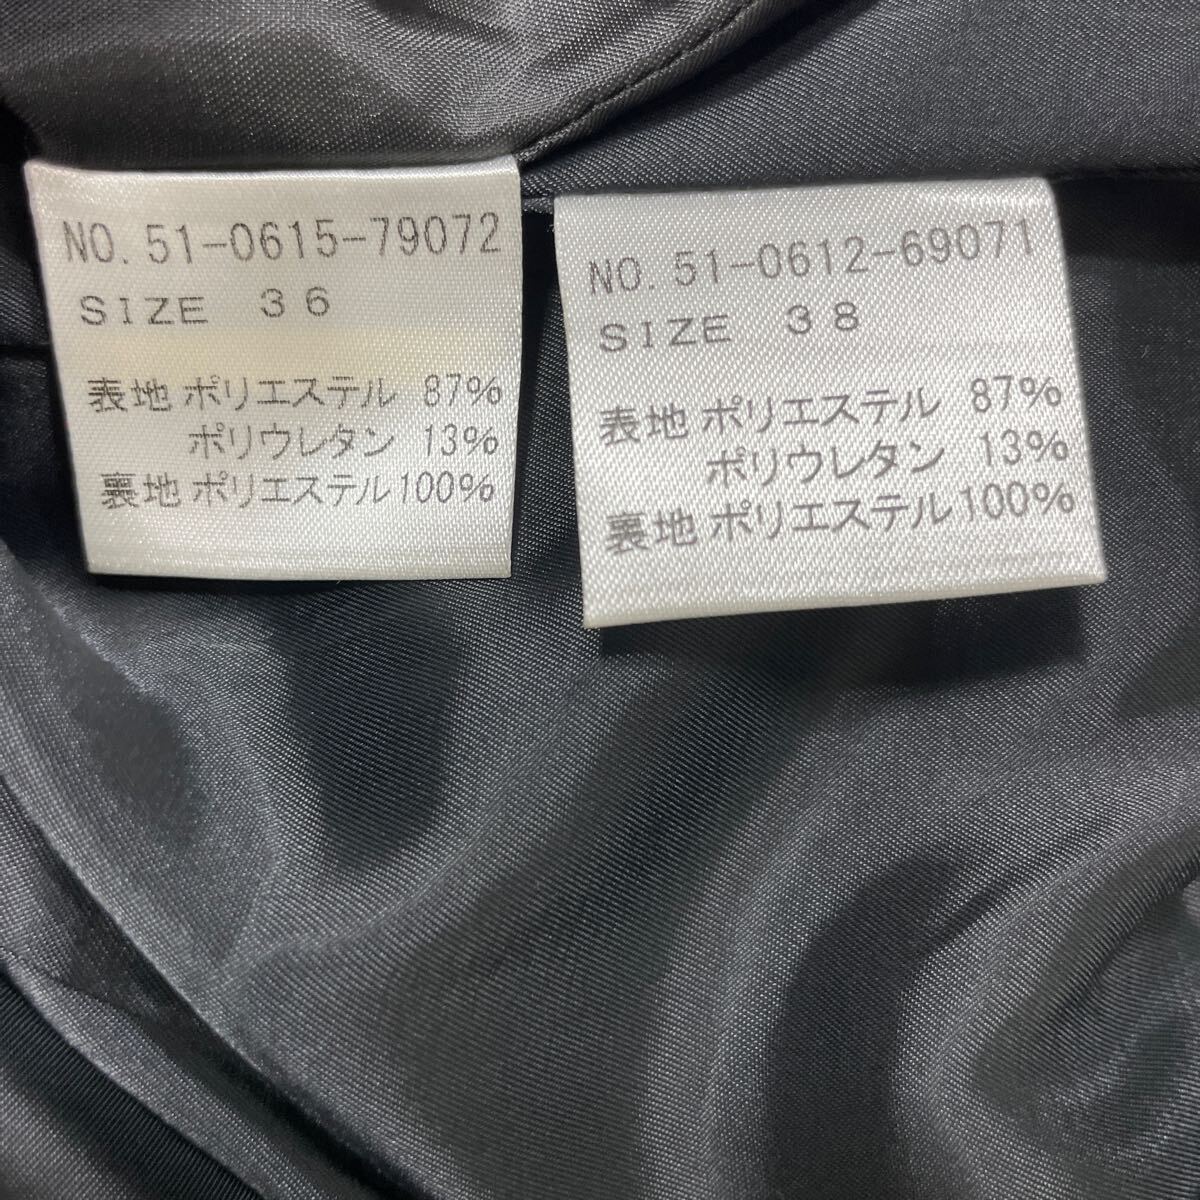 NO. 51-0615-79072
SIZE 36
表地 ポリエステル 87%
ポリウレタン 13%
裏地 ポリエステル100%
NO. 51-0612-69071
SIZE 38
表地 ポリエステル 87%
ポリウレタン 13%
裏地 ポリエステル100%